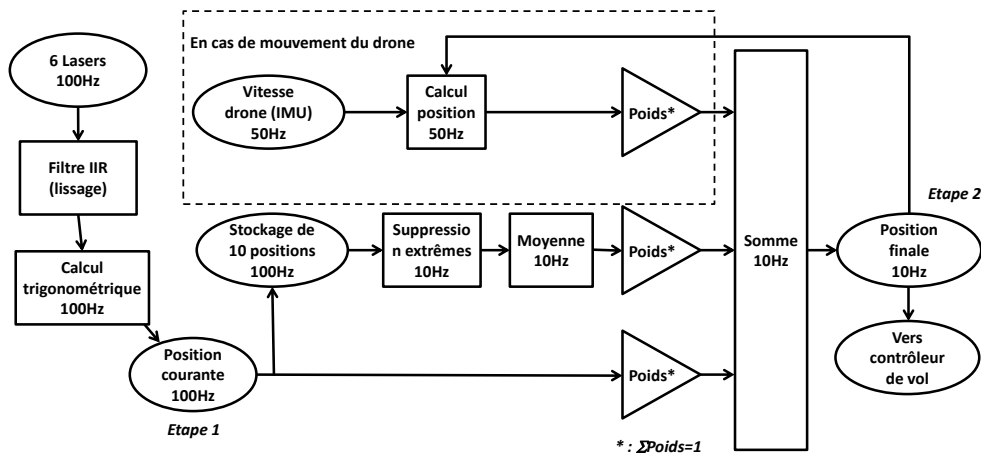 6 Lasers
100Hz
Filtre IIR
(lissage)
Calcul
trigonométrique
100Hz
Position
courante
100Hz
Etape 1
En cas de mouvement du drone
Vitesse
drone (IMU)
50Hz
Calcul
position
50Hz
Poids*
Stockage de
10 positions
100Hz
Suppressio
n extrêmes
10Hz
Moyenne
10Hz
Poids*
Poids*
* : ΣPoids=1
Somme
10Hz
Etape 2
Position
finale
10Hz
Vers
contrôleur
de vol